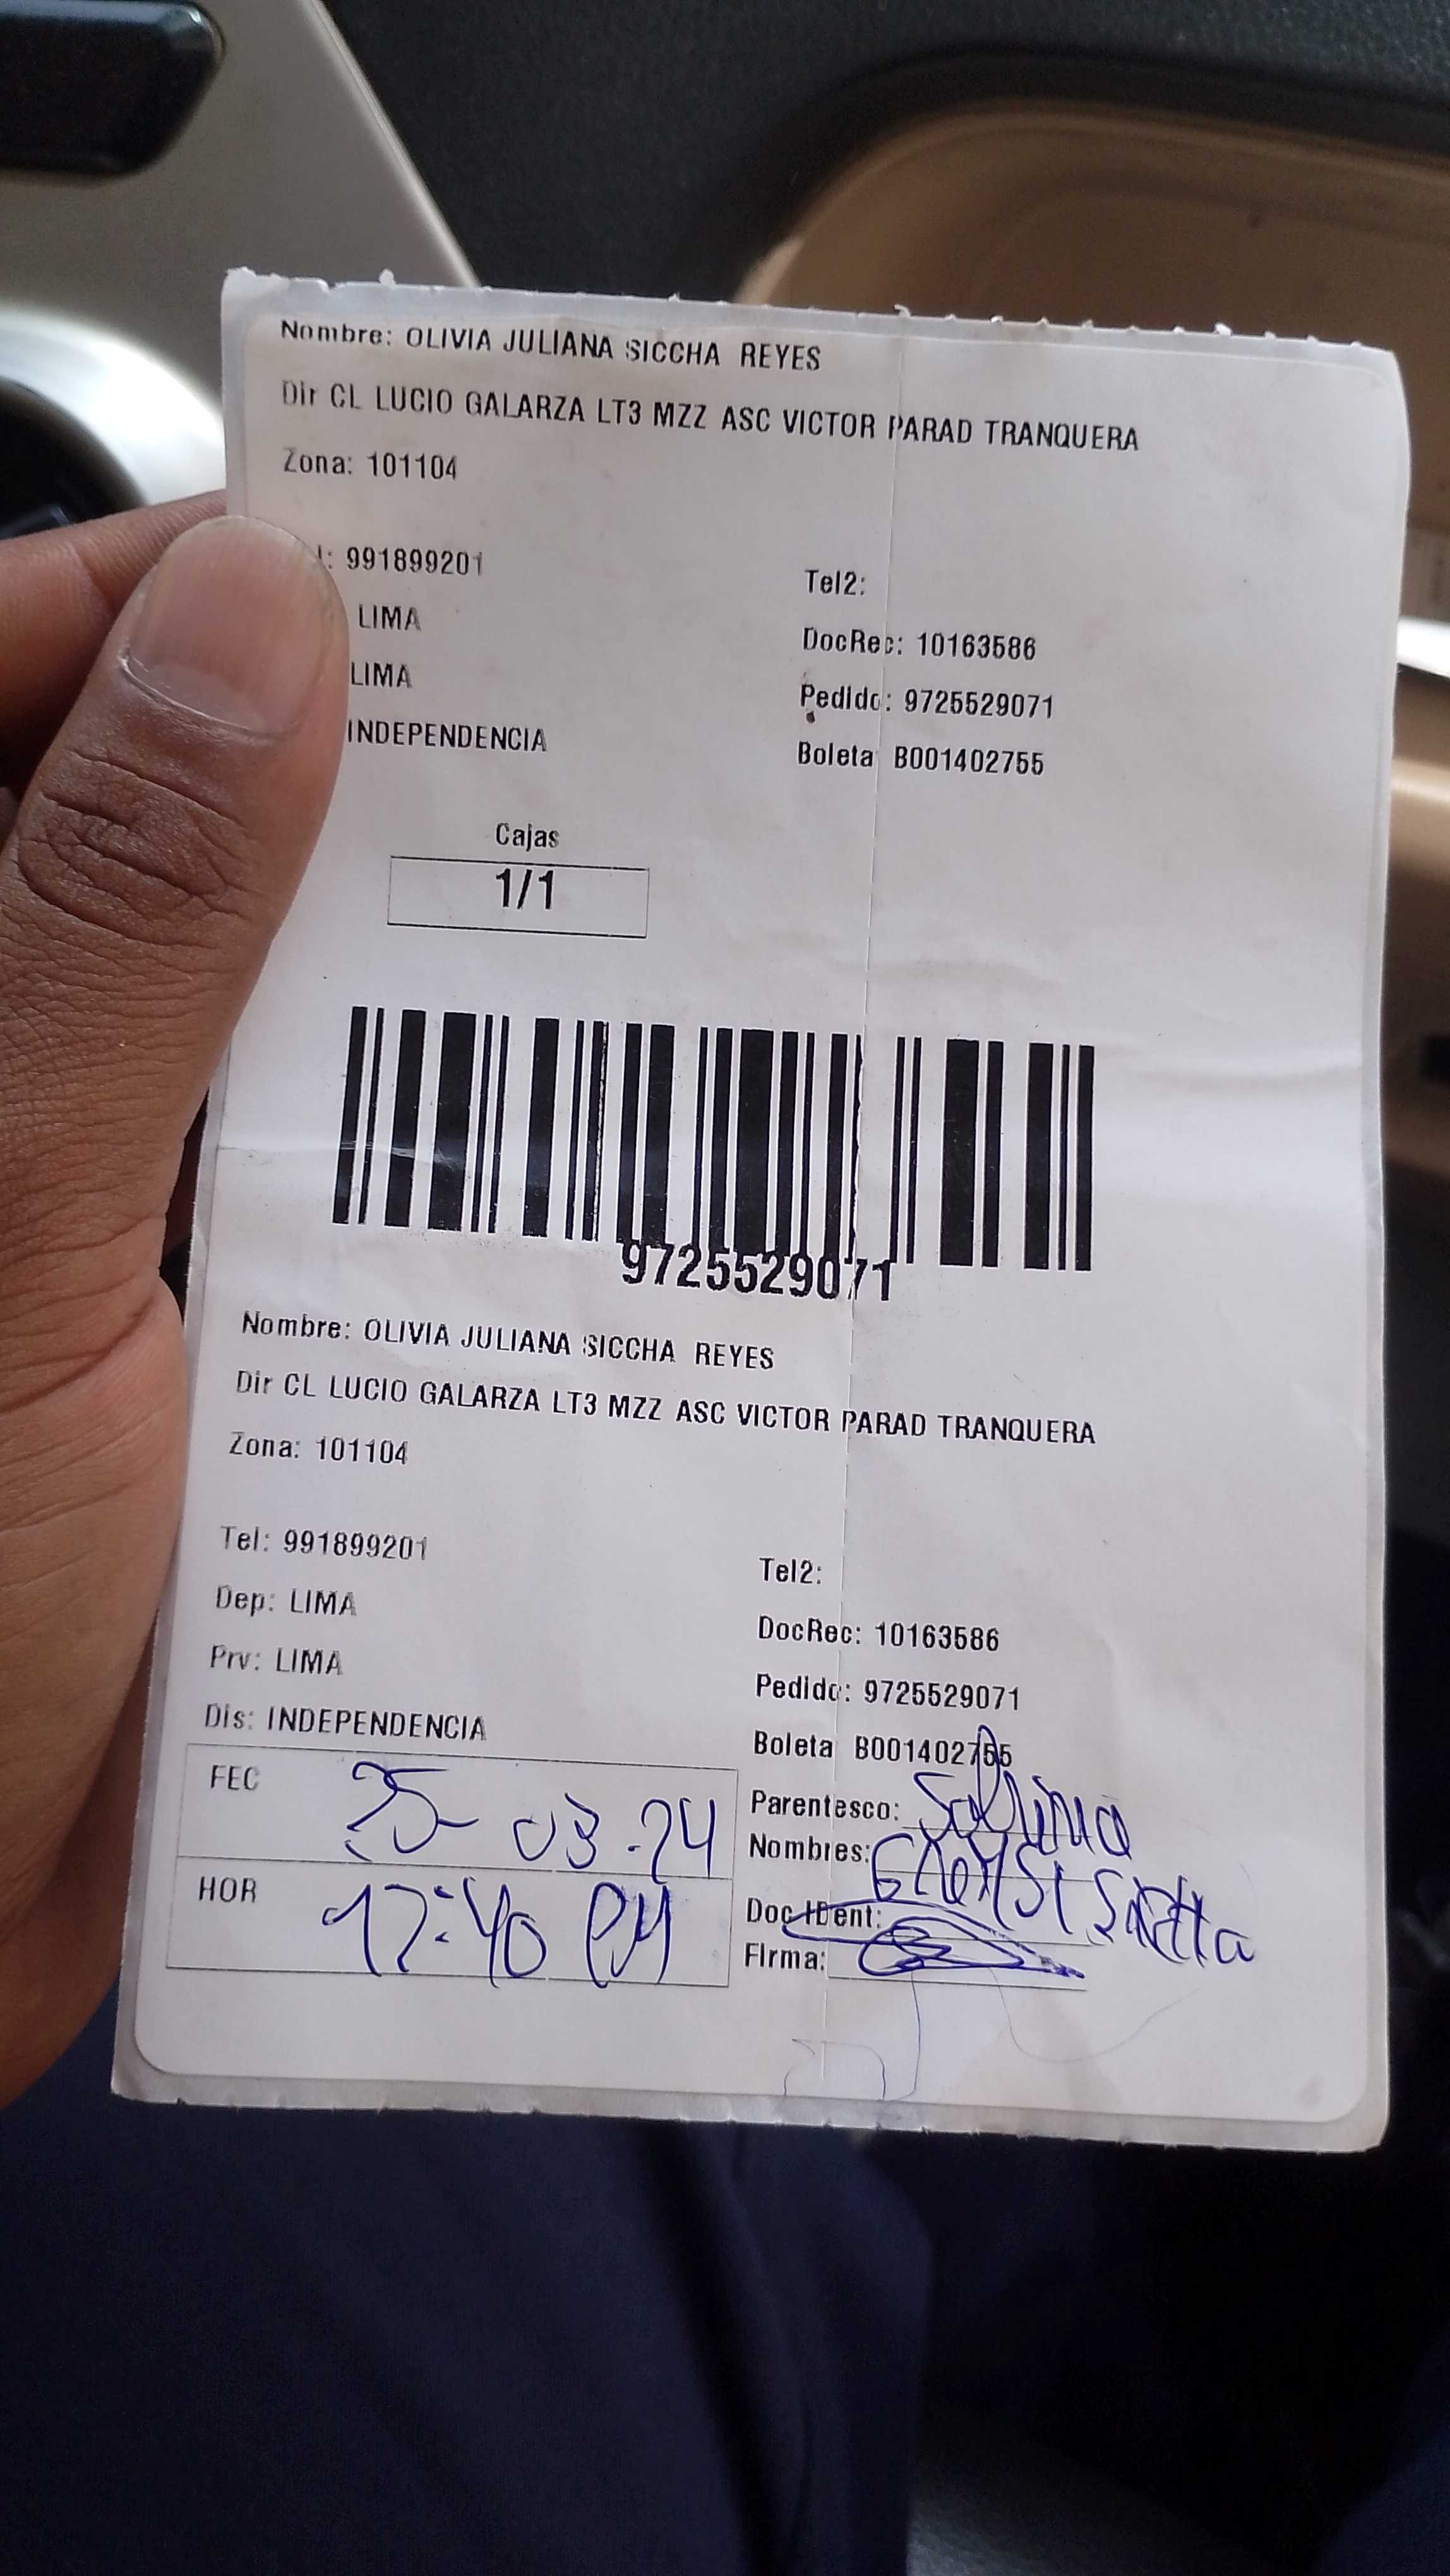 Nombre: OLIVIA JULIANA SICCHA REYES
Dir CL LUCIO GALARZA LT3 MZZ ASC VICTOR PARAD TRANQUERA
Zona: 101104
l: 991899201
Tel2:
LIMA
DocRec: 10163586
LIMA
Pedido: 9725529071
INDEPENDENCIA
Boleta B001402755
Cajas
1/1
9725529071
Nombre: OLIVIA JULIANA SICCHA REYES
Dir CL LUCIO GALARZA LT3 MZZ ASC VICTOR PARAD TRANQUERA
Zona: 101104
Tel: 991899201
Tel2:
Dep: LIMA
DocRec: 10163586
Prv: LIMA
Pedido: 9725529071
Dis: INDEPENDENCIA
Boleta B001402755
FEC 25-03-24
Parentesco: Sobrina
Nombres:
HOR 12:40 PM
Doc IDent:
Firma: